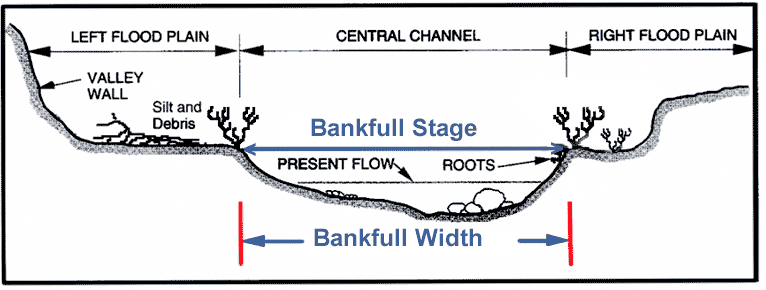 LEFT FLOOD PLAIN
CENTRAL CHANNEL
RIGHT FLOOD PLAIN
VALLEY
WALL
Silt and
Debris
Bankfull Stage
PRESENT FLOW
ROOTS
Bankfull Width